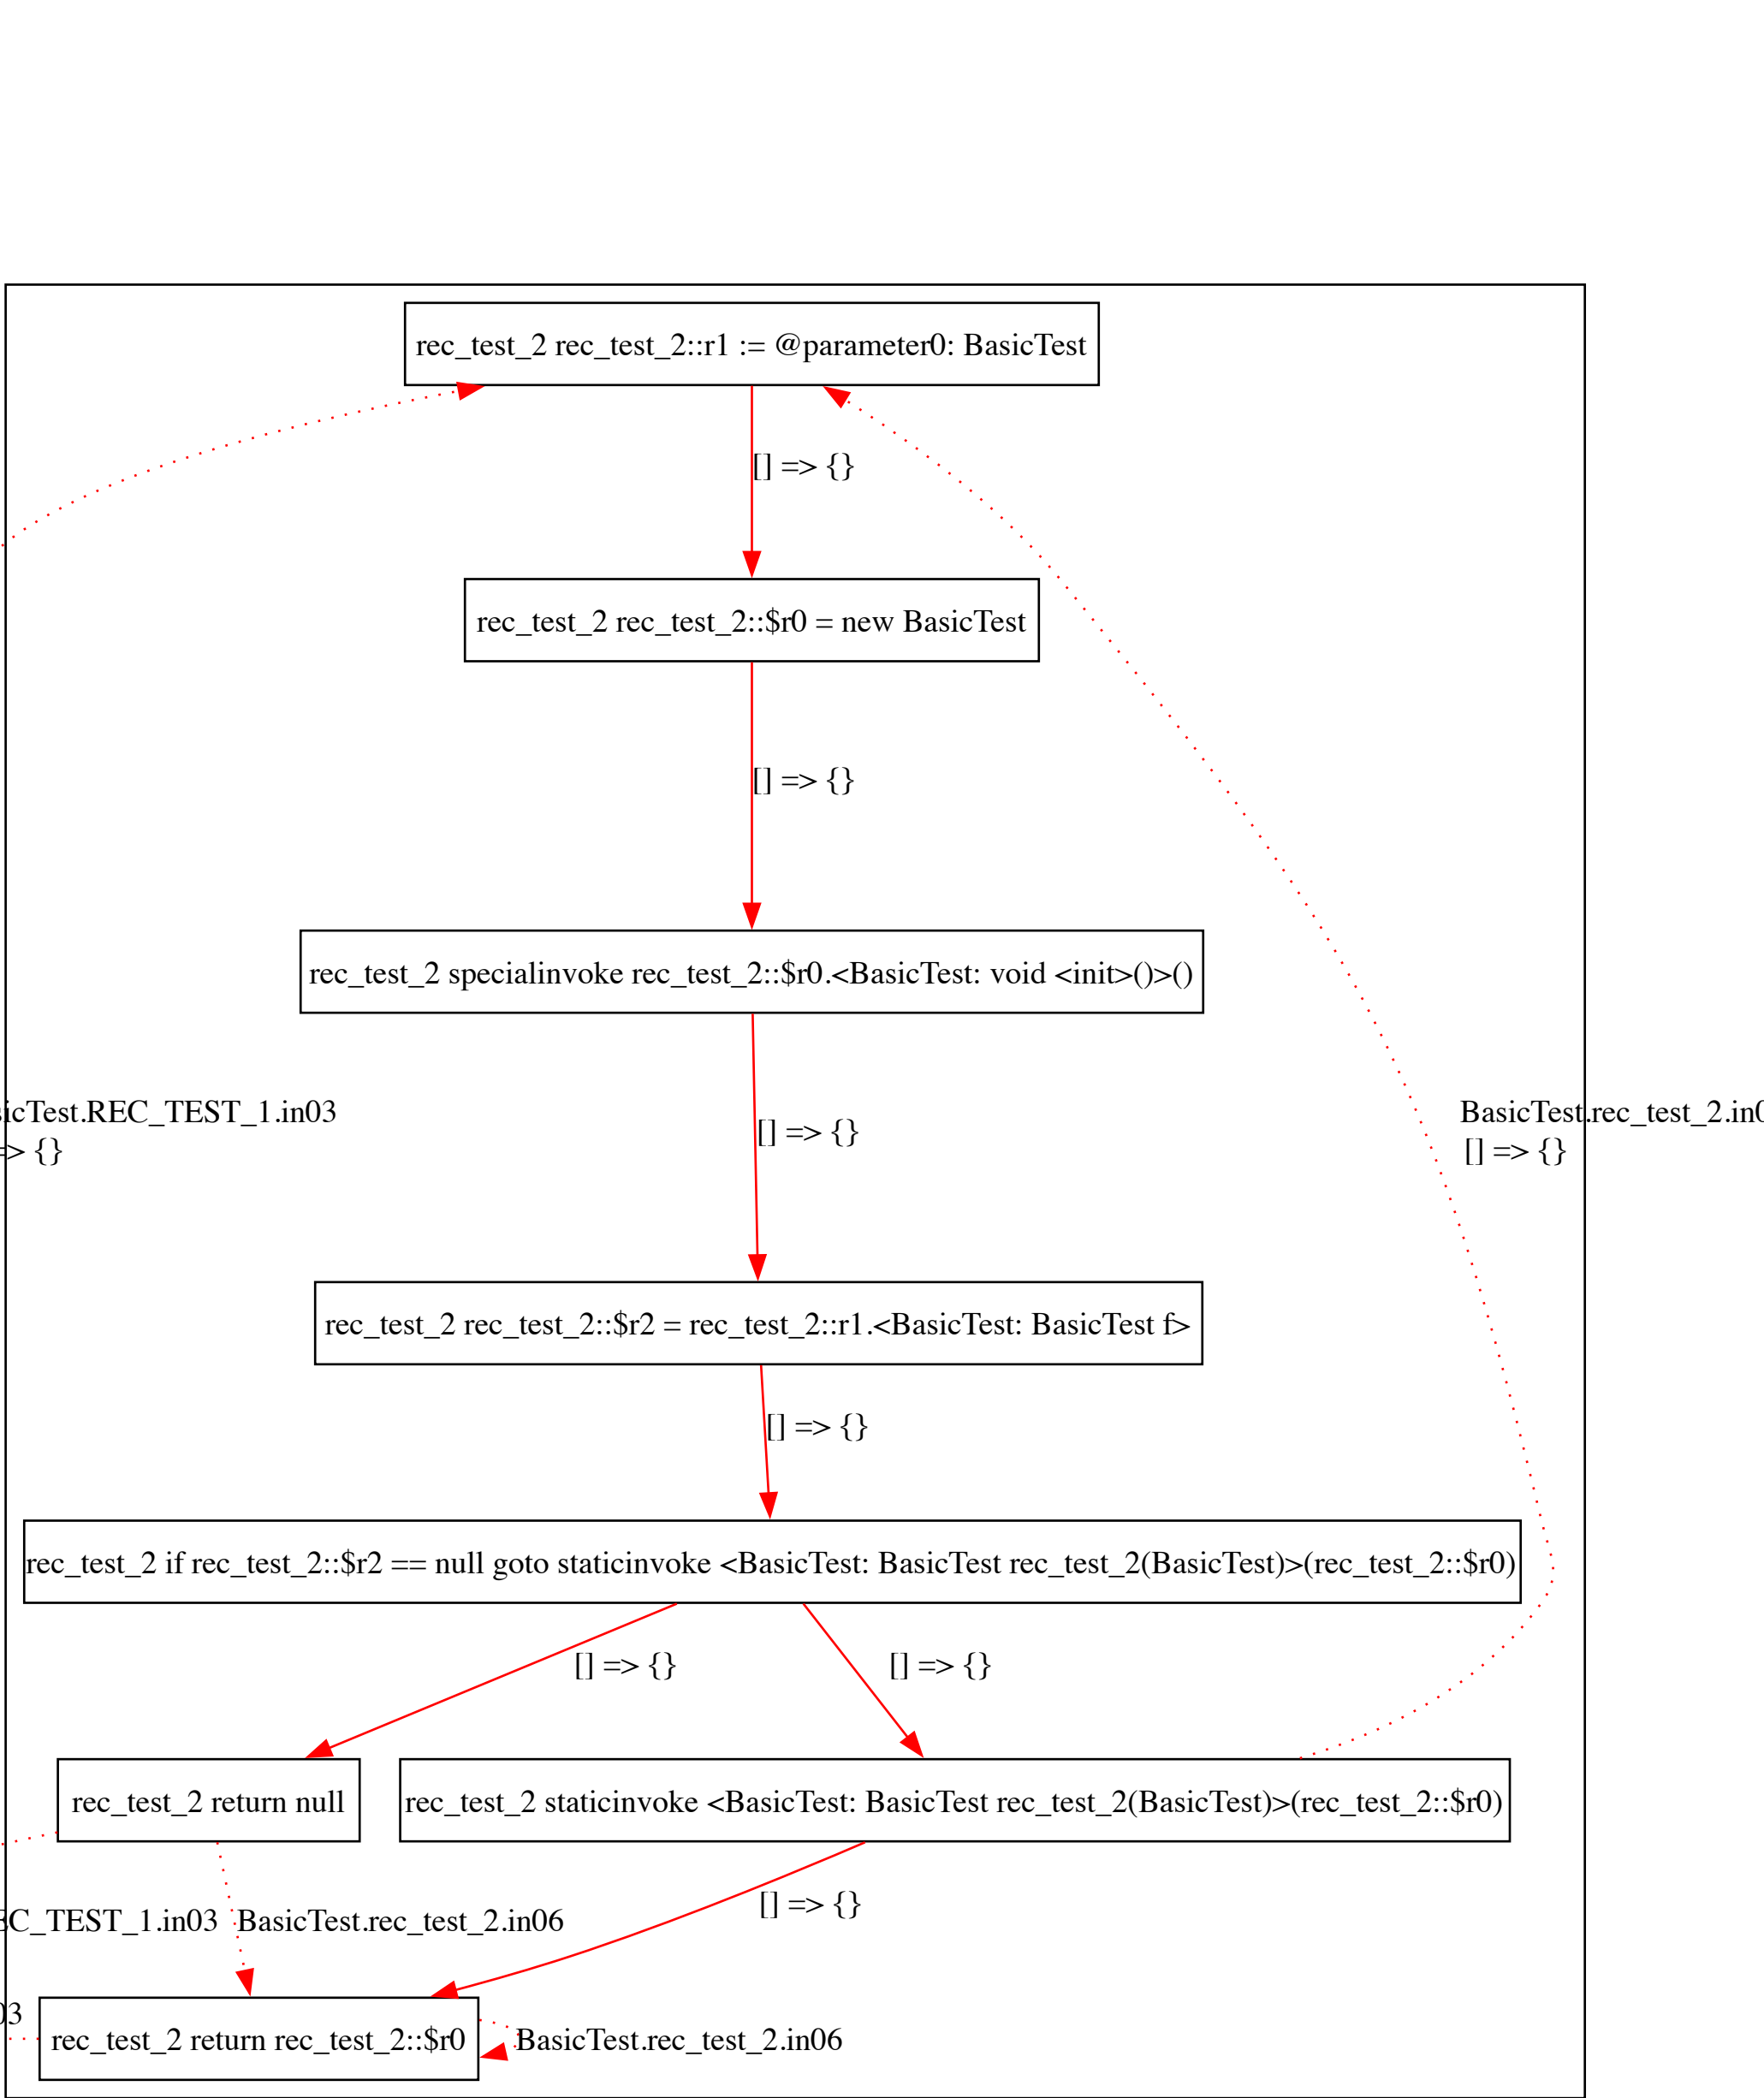 rec_test_2 rec_test_2::r1 := @parameter0: BasicTest
[] => {}
rec_test_2 rec_test_2::$r0 = new BasicTest
[] => {}
rec_test_2 specialinvoke rec_test_2::$r0.<BasicTest: void <init>()>()
icTest.REC_TEST_1.in03
=> {}
[] => {}
BasicTest.rec_test_2.in0
[] => {}
rec_test_2 rec_test_2::$r2 = rec_test_2::r1.<BasicTest: BasicTest f>
[] => {}
rec_test_2 if rec_test_2::$r2 == null goto staticinvoke <BasicTest: BasicTest rec_test_2(BasicTest)>(rec_test_2::$r0)
[] => {}
[] => {}
rec_test_2 return null
rec_test_2 staticinvoke <BasicTest: BasicTest rec_test_2(BasicTest)>(rec_test_2::$r0)
[] => {}
EC_TEST_1.in03
BasicTest.rec_test_2.in06
03
rec_test_2 return rec_test_2::$r0
BasicTest.rec_test_2.in06